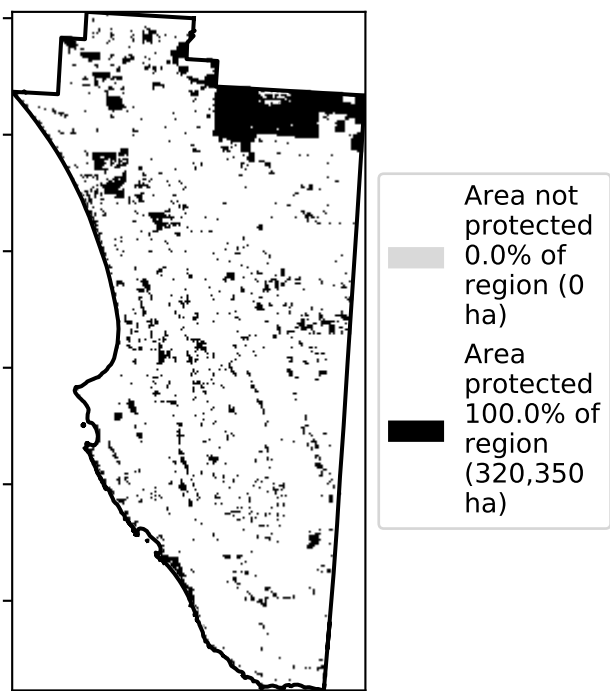 Area not
protected
0.0% of
region (0
ha)
Area
protected
100.0% of
region
(320,350
ha)